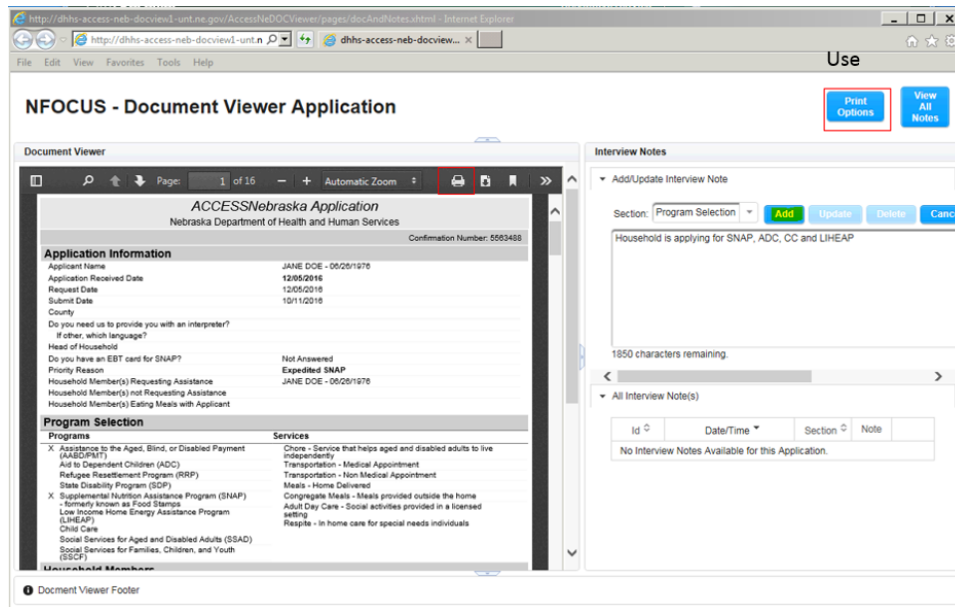 http://dhhs-access-neb-docview1-unt.ne.gov/AccessNeDOCViewer/pages/docAndNotes.xhtml - Internet Explorer
http://dhhs-access-neb-docview1-unt.n
dhhs-access-neb-docview... ×
File Edit View Favorites Tools Help
Use
NFOCUS - Document Viewer Application
Print Options
View All Notes
Document Viewer
Page: 1 of 16
Automatic Zoom
ACCESSNebraska Application
Nebraska Department of Health and Human Services
Confirmation Number: 5563488
Application Information
Applicant Name JANE DOE - 06/26/1976
Application Received Date 12/05/2016
Request Date 12/05/2016
Submit Date 10/11/2016
County
Do you need us to provide you with an interpreter?
If other, which language?
Head of Household
Do you have an EBT card for SNAP? Not Answered
Priority Reason Expedited SNAP
Household Member(s) Requesting Assistance JANE DOE - 06/26/1976
Household Member(s) not Requesting Assistance
Household Member(s) Eating Meals with Applicant
Program Selection
Programs
X Assistance to the Aged, Blind, or Disabled Payment
(AABD/PMT)
Aid to Dependent Children (ADC)
Refugee Resettlement Program (RRP)
State Disability Program (SDP)
X Supplemental Nutrition Assistance Program (SNAP)
- formerly known as Food Stamps
Low Income Home Energy Assistance Program
(LIHEAP)
Child Care
Social Services for Aged and Disabled Adults (SSAD)
Social Services for Families, Children, and Youth
(SSCF)
Services
Chore - Service that helps aged and disabled adults to live
independently
Transportation - Medical Appointment
Transportation - Non Medical Appointment
Meals - Home Delivered
Congregate Meals - Meals provided outside the home
Adult Day Care - Social activities provided in a licensed
setting
Respite - In home care for special needs individuals
Household Members
Interview Notes
Add/Update Interview Note
Section: Program Selection Add Update Delete Canc
Household is applying for SNAP, ADC, CC and LIHEAP
1850 characters remaining.
All Interview Note(s)
Id Date/Time Section Note
No Interview Notes Available for this Application.
Docment Viewer Footer